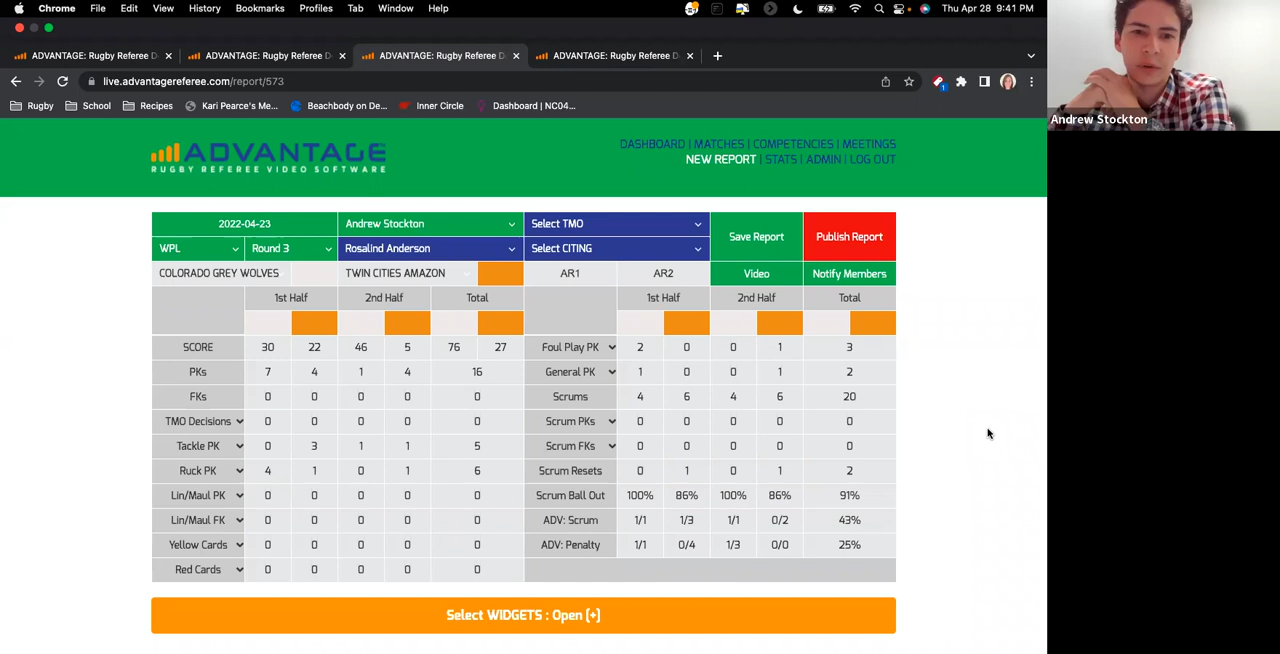 Chrome File Edit View History Bookmarks Profiles Tab Window Help Thu Apr 28 9:41 PM
ADVANTAGE: Rugby Referee D ADVANTAGE: Rugby Referee D ADVANTAGE: Rugby Referee D ADVANTAGE: Rugby Referee D
live.advantagereferee.com/report/573 1
Rugby School Recipes Kari Pearce's Me... Beachbody on De... Inner Circle Dashboard | NC04...
Andrew Stockton
ADVANTAGE
RUGBY REFEREE VIDEO SOFTWARE
DASHBOARD | MATCHES | COMPETENCIES | MEETINGS
NEW REPORT | STATS | ADMIN | LOG OUT
2022-04-23 Andrew Stockton Select TMO Save Report Publish Report
WPL Round 3 Rosalind Anderson Select CITING
COLORADO GREY WOLVES TWIN CITIES AMAZON AR1 AR2 Video Notify Members
1st Half 2nd Half Total 1st Half 2nd Half Total
SCORE 30 22 46 5 76 27 Foul Play PK 2 0 0 1 3
PKs 7 4 1 4 16 General PK 1 0 0 1 2
FKs 0 0 0 0 0 Scrums 4 6 4 6 20
TMO Decisions 0 0 0 0 0 Scrum PKs 0 0 0 0 0
Tackle PK 0 3 1 1 5 Scrum FKs 0 0 0 0 0
Ruck PK 4 1 0 1 6 Scrum Resets 0 1 0 1 2
Lin/Maul PK 0 0 0 0 0 Scrum Ball Out 100% 86% 100% 86% 91%
Lin/Maul FK 0 0 0 0 0 ADV: Scrum 1/1 1/3 1/1 0/2 43%
Yellow Cards 0 0 0 0 0 ADV: Penalty 1/1 0/4 1/3 0/0 25%
Red Cards 0 0 0 0 0
Select WIDGETS : Open [+]